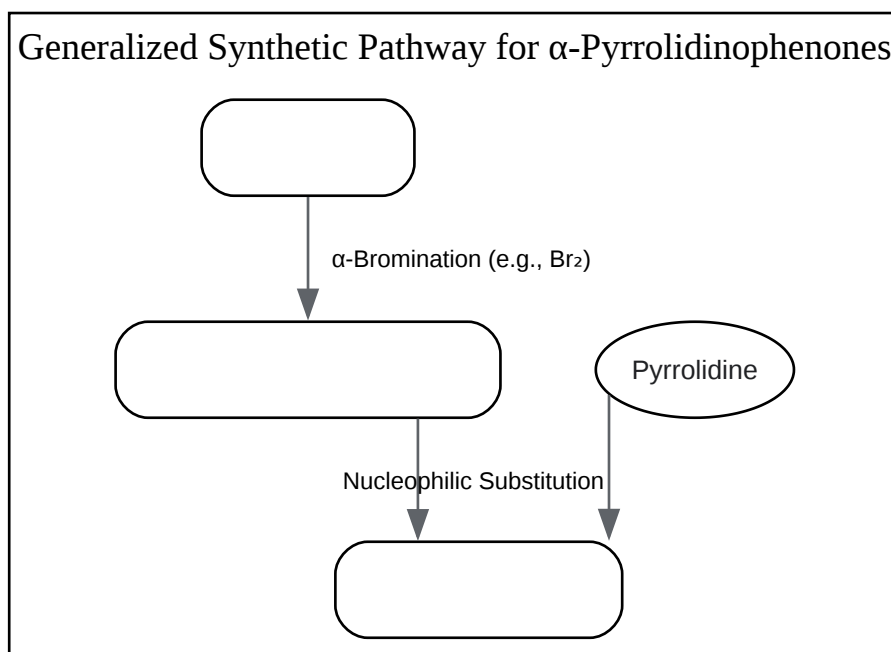 Generalized Synthetic Pathway for α-Pyrrolidinophenones
α-Bromination (e.g., Br₂)
Pyrrolidine
Nucleophilic Substitution